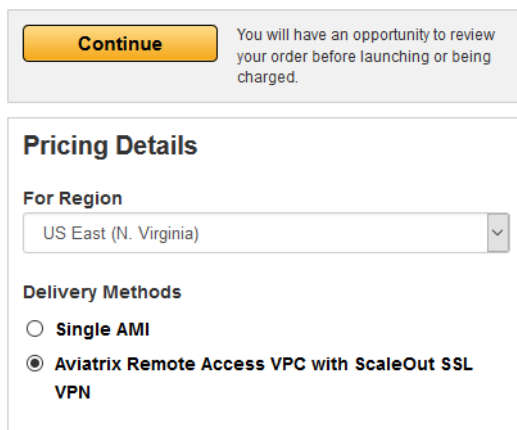 Continue
You will have an opportunity to review
your order before launching or being
charged.
Pricing Details
For Region
US East (N. Virginia)
Delivery Methods
Single AMI
Aviatrix Remote Access VPC with ScaleOut SSL
VPN